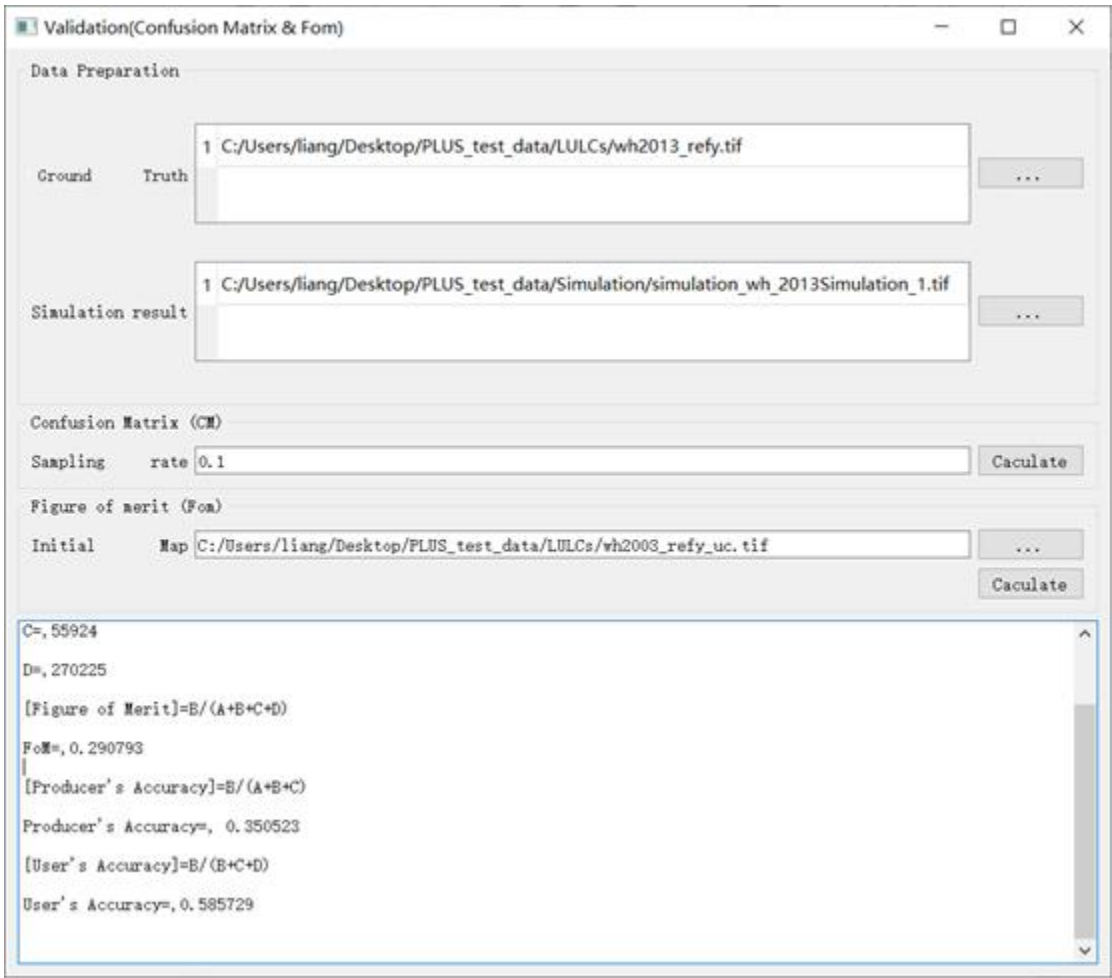 Validation(Confusion Matrix & Fom)
Data Preparation
1 C:/Users/liang/Desktop/PLUS_test_data/LULCs/wh2013_refy.tif
Ground Truth
...
1 C:/Users/liang/Desktop/PLUS_test_data/Simulation/simulation_wh_2013Simulation_1.tif
Simulation result
...
Confusion Matrix (CM)
Sampling rate 0.1 Caculate
Figure of merit (Fom)
Initial Map C:/Users/liang/Desktop/PLUS_test_data/LULCs/wh2003_refy_uc.tif ...
Caculate
C=,55924
D=,270225
[Figure of Merit]=B/(A+B+C+D)
FoM=,0.290793
[Producer's Accuracy]=B/(A+B+C)
Producer's Accuracy=, 0.350523
[User's Accuracy]=B/(B+C+D)
User's Accuracy=,0.585729